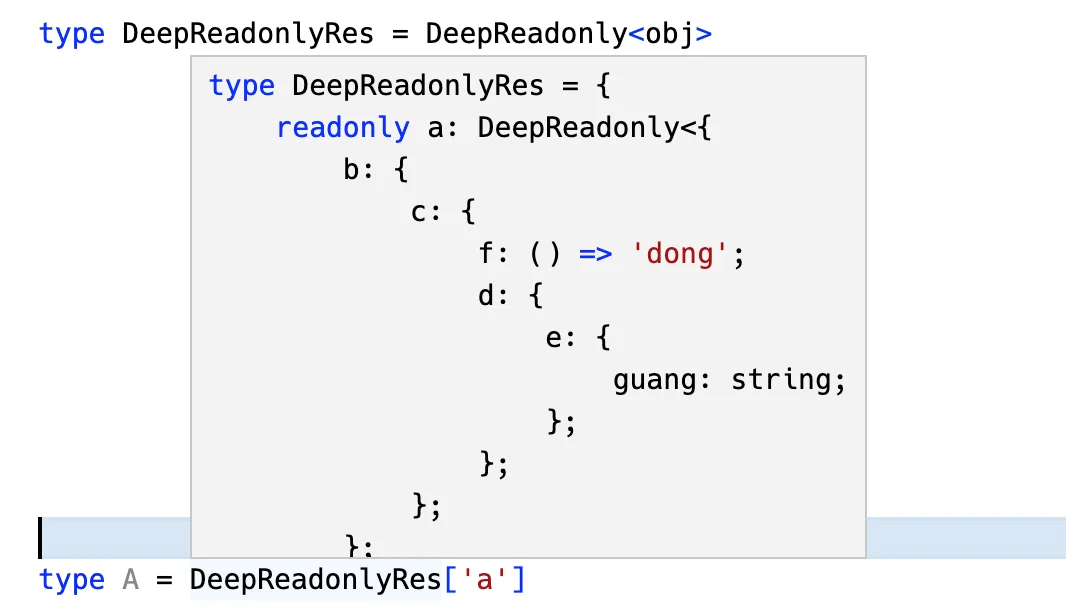 type DeepReadonlyRes = DeepReadonly<obj>
type DeepReadonlyRes = {
    readonly a: DeepReadonly<{
        b: {
            c: {
                f: () => 'dong';
                d: {
                    e: {
                        guang: string;
                    };
                };
            };
        };
type A = DeepReadonlyRes['a']